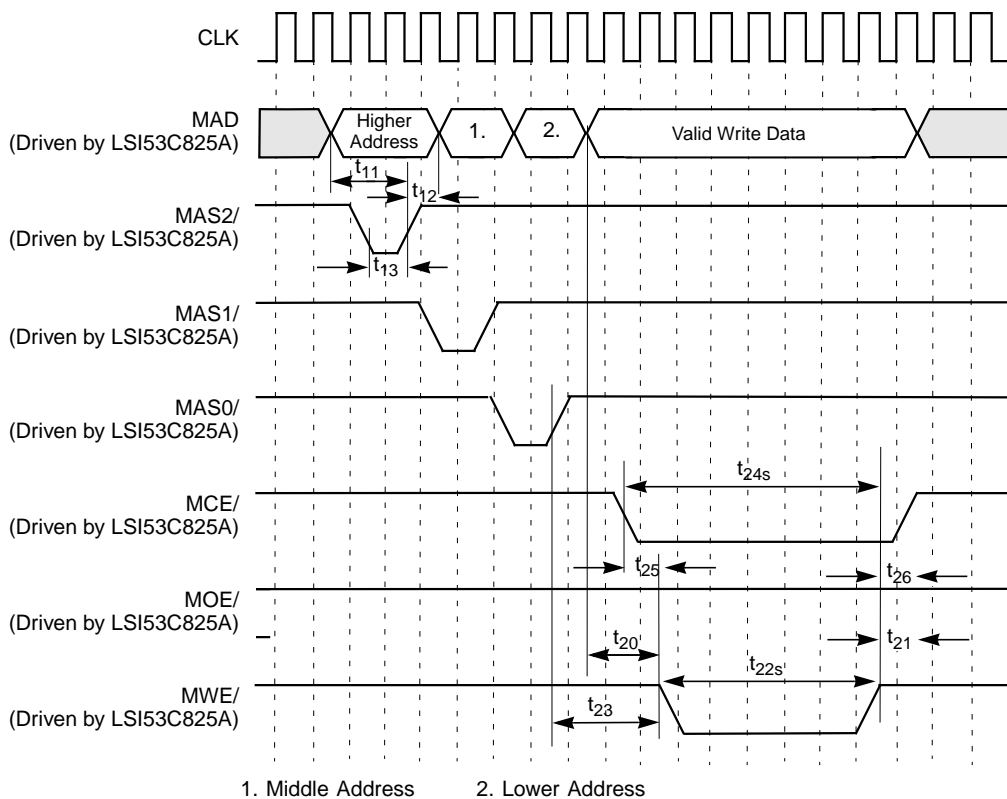 CLK
MAD
(Driven by LSI53C825A)
Higher
Address
1.
2.
Valid Write Data
t11
t12
MAS2/
(Driven by LSI53C825A)
t13
MAS1/
(Driven by LSI53C825A)
MAS0/
(Driven by LSI53C825A)
t24s
MCE/
(Driven by LSI53C825A)
t25
t26
MOE/
(Driven by LSI53C825A)
t20
t21
t22s
MWE/
(Driven by LSI53C825A)
t23
1. Middle Address 2. Lower Address